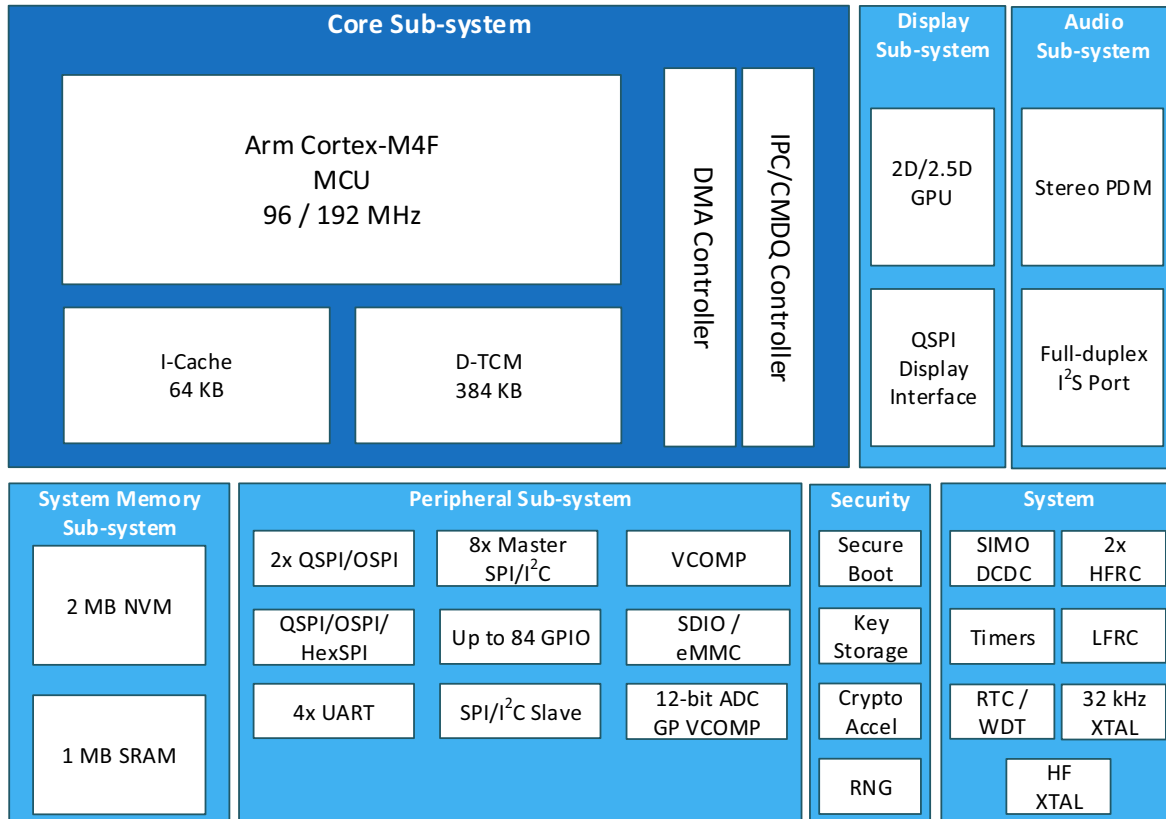 Core Sub-system
Arm Cortex-M4F
MCU
96 / 192 MHz
I-Cache
64 KB
D-TCM
384 KB
DMA Controller
IPC/CMDQ Controller
Display
Sub-system
2D/2.5D
GPU
QSPI
Display
Interface
Audio
Sub-system
Stereo PDM
Full-duplex
I²S Port
System Memory
Sub-system
2 MB NVM
1 MB SRAM
Peripheral Sub-system
2x QSPI/OSPI
8x Master
SPI/I²C
VCOMP
QSPI/OSPI/
HexSPI
Up to 84 GPIO
SDIO /
eMMC
4x UART
SPI/I²C Slave
12-bit ADC
GP VCOMP
Security
Secure
Boot
Key
Storage
Crypto
Accel
RNG
System
SIMO
DCDC
2x
HFRC
Timers
LFRC
RTC /
WDT
32 kHz
XTAL
HF
XTAL